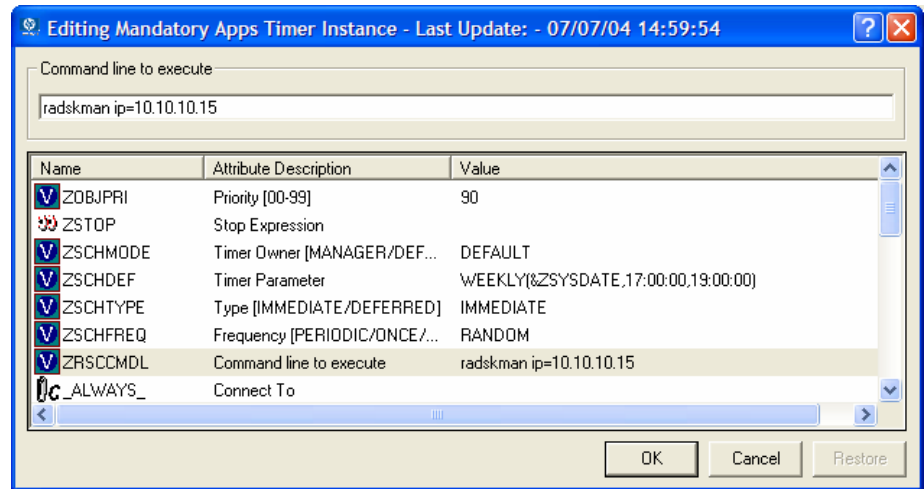 Editing Mandatory Apps Timer Instance - Last Update: - 07/07/04 14:59:54
Command line to execute
radskman ip=10.10.10.15
Name Attribute Description Value
V ZOBJPRI Priority [00-99] 90
ZSTOP Stop Expression
V ZSCHMODE Timer Owner [MANAGER/DEF... DEFAULT
V ZSCHDEF Timer Parameter WEEKLY(&ZSYSDATE,17:00:00,19:00:00)
V ZSCHTYPE Type [IMMEDIATE/DEFERRED] IMMEDIATE
V ZSCHFREQ Frequency [PERIODIC/ONCE/... RANDOM
V ZRSCCMDL Command line to execute radskman ip=10.10.10.15
C _ALWAYS_ Connect To
OK Cancel Restore